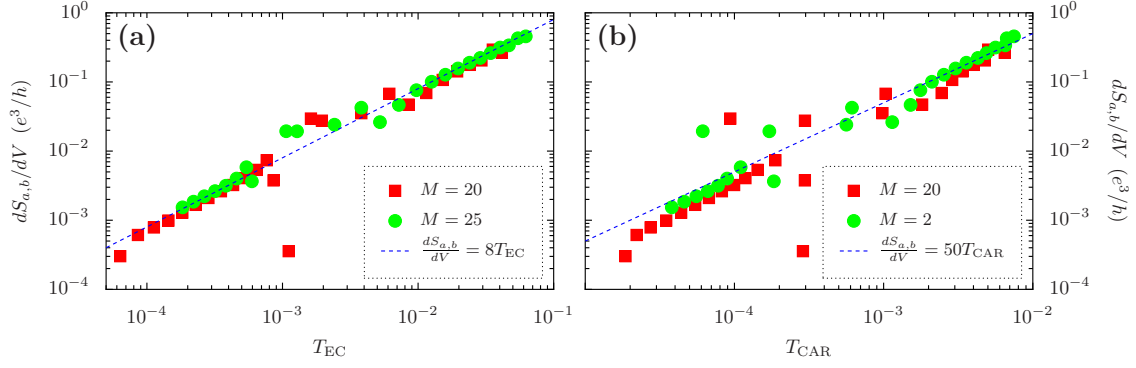 (a)
(b)
10^0
10^-1
10^-2
10^-3
10^-4
dS_{a,b}/dV (e^3/h)
M = 20
M = 25
dS_{a,b}/dV = 8T_EC
10^-4
10^-3
10^-2
10^-1
T_EC
M = 20
M = 2
dS_{a,b}/dV = 50T_CAR
10^-4
10^-3
10^-2
T_CAR
10^0
10^-1
10^-2
10^-3
10^-4
dS_{a,b}/dV (e^3/h)